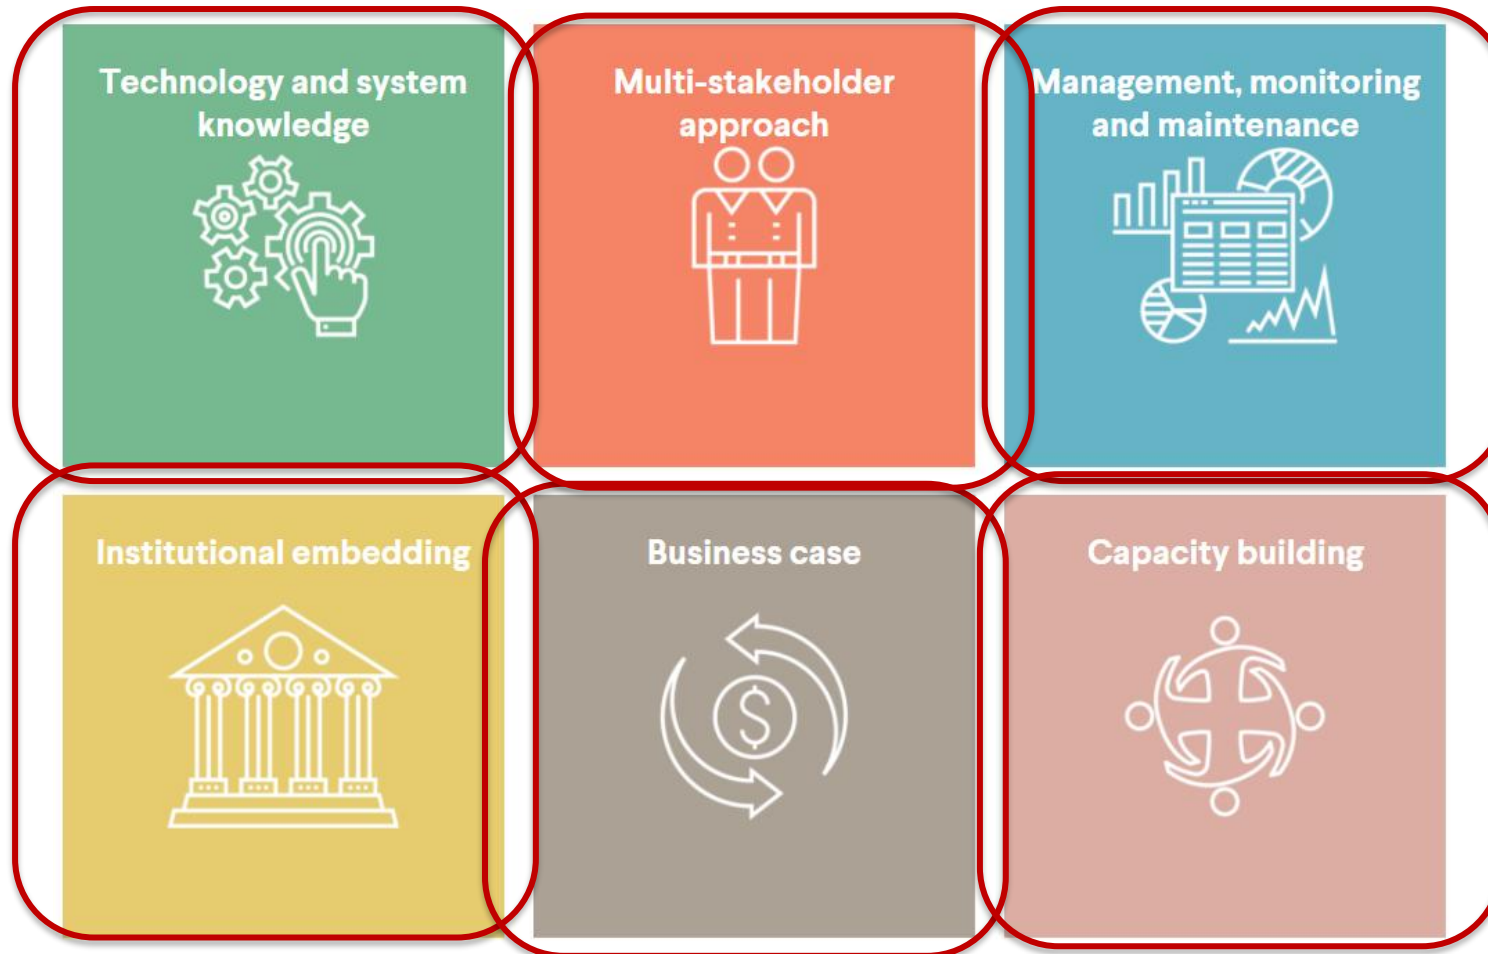 Technology and system
knowledge
Multi-stakeholder
approach
Management, monitoring
and maintenance
Institutional embedding
Business case
$
Capacity building